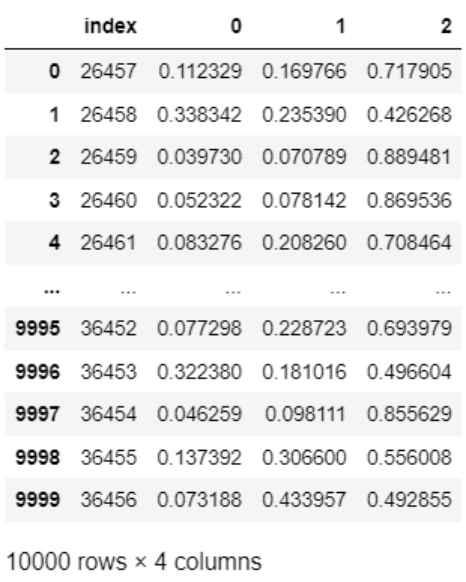 index 0 1 2
0 26457 0.112329 0.169766 0.717905
1 26458 0.338342 0.235390 0.426268
2 26459 0.039730 0.070789 0.889481
3 26460 0.052322 0.078142 0.869536
4 26461 0.083276 0.208260 0.708464
... ... ... ... ...
9995 36452 0.077298 0.228723 0.693979
9996 36453 0.322380 0.181016 0.496604
9997 36454 0.046259 0.098111 0.855629
9998 36455 0.137392 0.306600 0.556008
9999 36456 0.073188 0.433957 0.492855
10000 rows × 4 columns